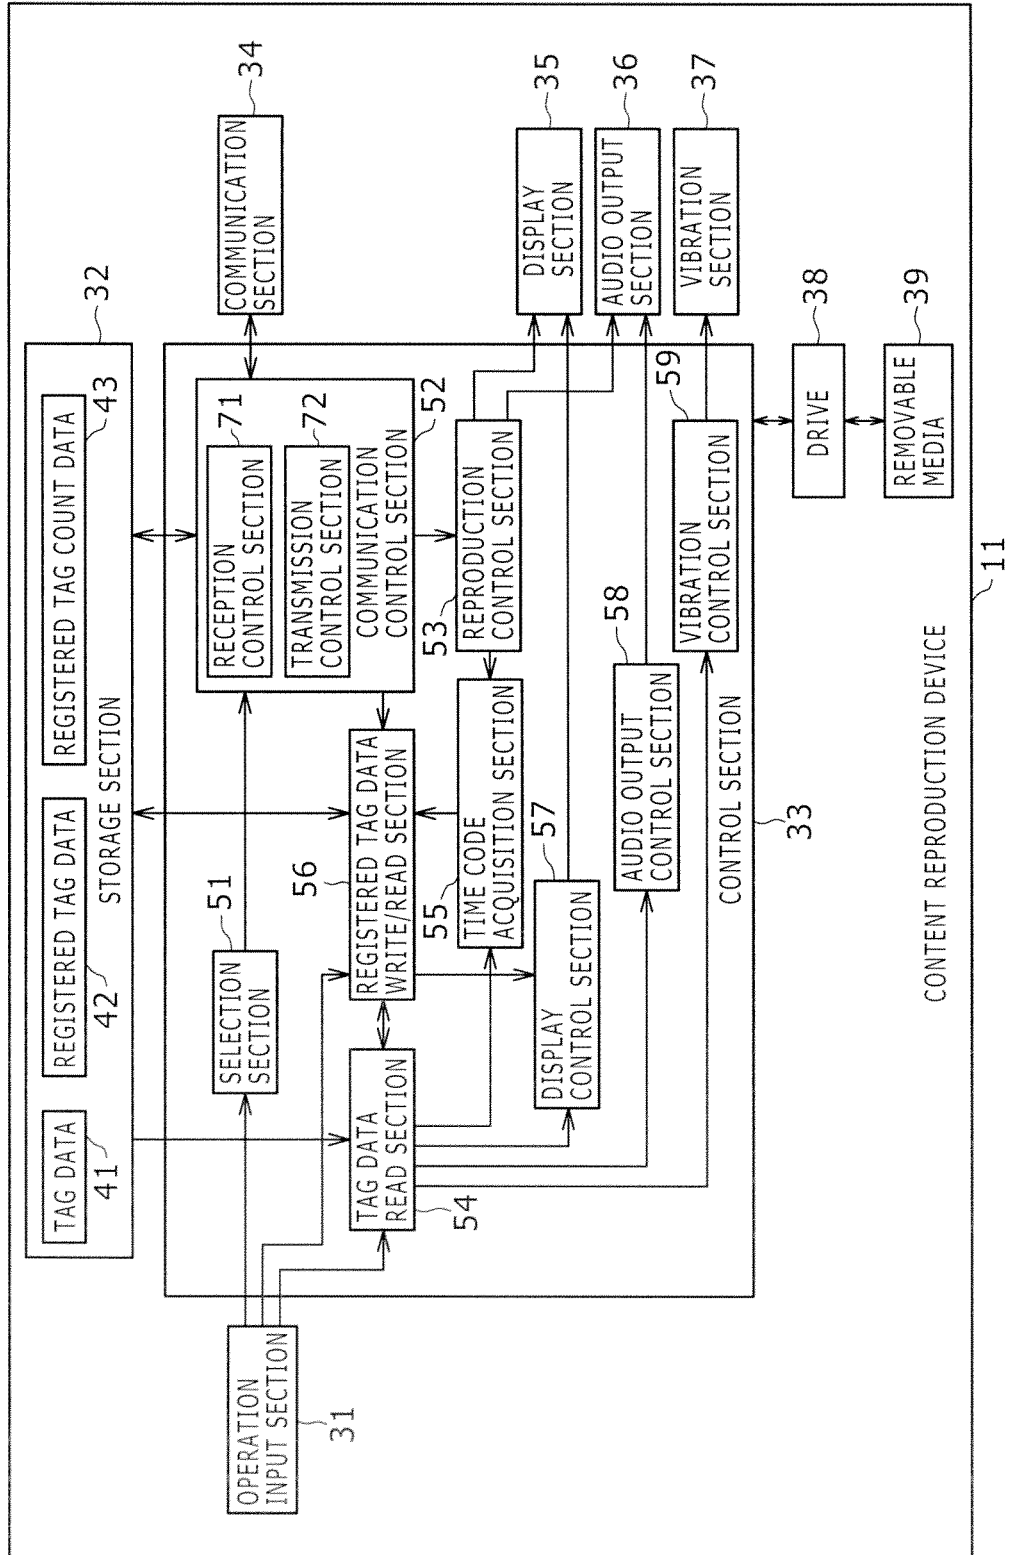 32
TAG DATA
41
REGISTERED TAG DATA
42
REGISTERED TAG COUNT DATA
43
STORAGE SECTION
OPERATION
INPUT SECTION
31
SELECTION
SECTION
51
RECEPTION
CONTROL SECTION
71
TRANSMISSION
CONTROL SECTION
72
COMMUNICATION
CONTROL SECTION
52
COMMUNICATION
SECTION
34
TAG DATA
READ SECTION
54
56
REGISTERED TAG DATA
WRITE/READ SECTION
55
TIME CODE
ACQUISITION SECTION
53
REPRODUCTION
CONTROL SECTION
DISPLAY
CONTROL SECTION
57
AUDIO OUTPUT
CONTROL SECTION
58
VIBRATION
CONTROL SECTION
59
CONTROL SECTION
33
DISPLAY
SECTION
35
AUDIO OUTPUT
SECTION
36
VIBRATION
SECTION
37
DRIVE
38
REMOVABLE
MEDIA
39
CONTENT REPRODUCTION DEVICE
11